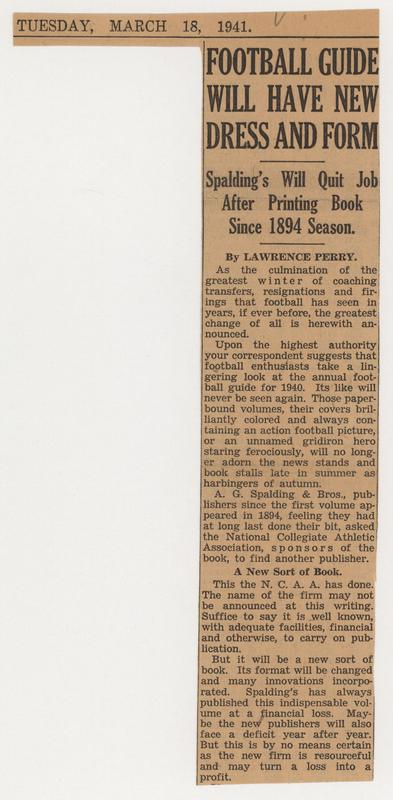 TUESDAY, MARCH 18, 1941.
FOOTBALL GUIDE
WILL HAVE NEW
DRESS AND FORM
Spalding's Will Quit Job
After Printing Book
Since 1894 Season.
By LAWRENCE PERRY.
As the culmination of the
greatest winter of coaching
transfers, resignations and fir-
ings that football has seen in
years, if ever before, the greatest
change of all is herewith an-
nounced.
Upon the highest authority
your correspondent suggests that
football enthusiasts take a lin-
gering look at the annual foot-
ball guide for 1940. Its like will
never be seen again. Those paper-
bound volumes, their covers bril-
liantly colored and always con-
taining an action football picture,
or an unnamed gridiron hero
staring ferociously, will no long-
er adorn the news stands and
book stalls late in summer as
harbingers of autumn.
A. G. Spalding & Bros., pub-
lishers since the first volume ap-
peared in 1894, feeling they had
at long last done their bit, asked
the National Collegiate Athletic
Association, sponsors of the
book, to find another publisher.
A New Sort of Book.
This the N. C. A. A. has done.
The name of the firm may not
be announced at this writing.
Suffice to say it is well known,
with adequate facilities, financial
and otherwise, to carry on pub-
lication.
But it will be a new sort of
book. Its format will be changed
and many innovations incorpo-
rated. Spalding's has always
published this indispensable vol-
ume at a financial loss. May-
be the new publishers will also
face a deficit year after year.
But this is by no means certain
as the new firm is resourceful
and may turn a loss into a
profit.